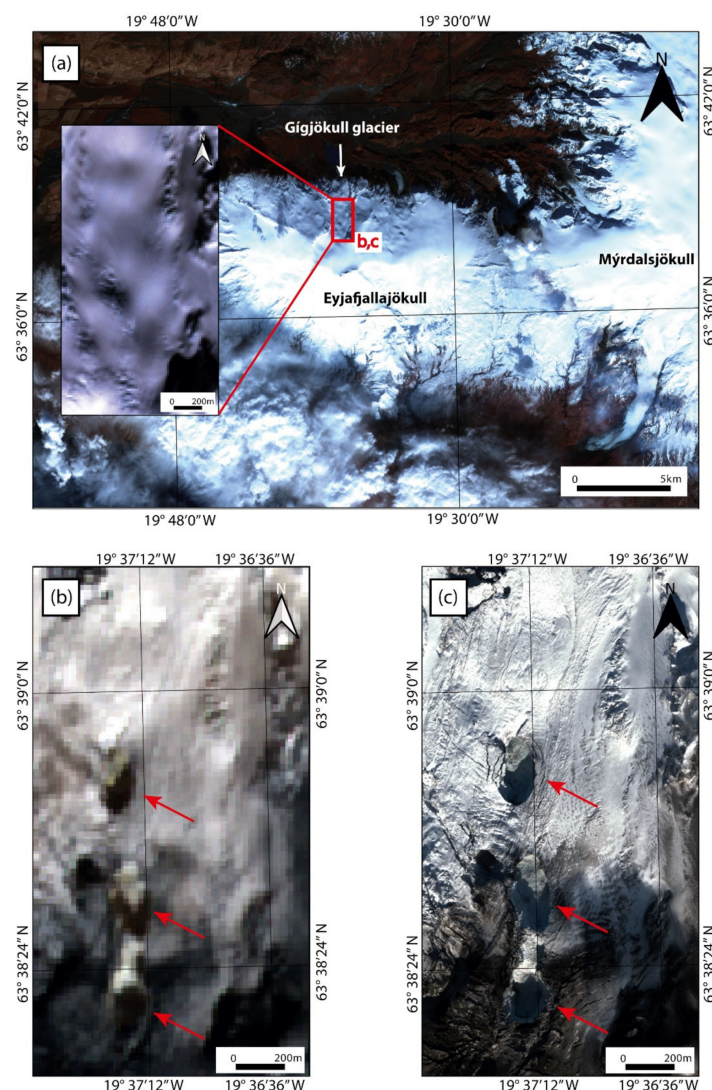 19° 48′0″W
19° 30′0″W
(a)
N
63° 42′0″N
63° 42′0″N
Gígjökull glacier
N
b,c
Mýrdalsjökull
Eyjafjallajökull
63° 36′0″N
63° 36′0″N
0 200m
0 5km
19° 48′0″W
19° 30′0″W
19° 37′12″W
19° 36′36″W
19° 37′12″W
19° 36′36″W
(b)
N
(c)
N
63° 39′0″N
63° 39′0″N
63° 39′0″N
63° 39′0″N
63° 38′24″N
63° 38′24″N
63° 38′24″N
63° 38′24″N
0 200m
0 200m
19° 37′12″W
19° 36′36″W
19° 37′12″W
19° 36′36″W